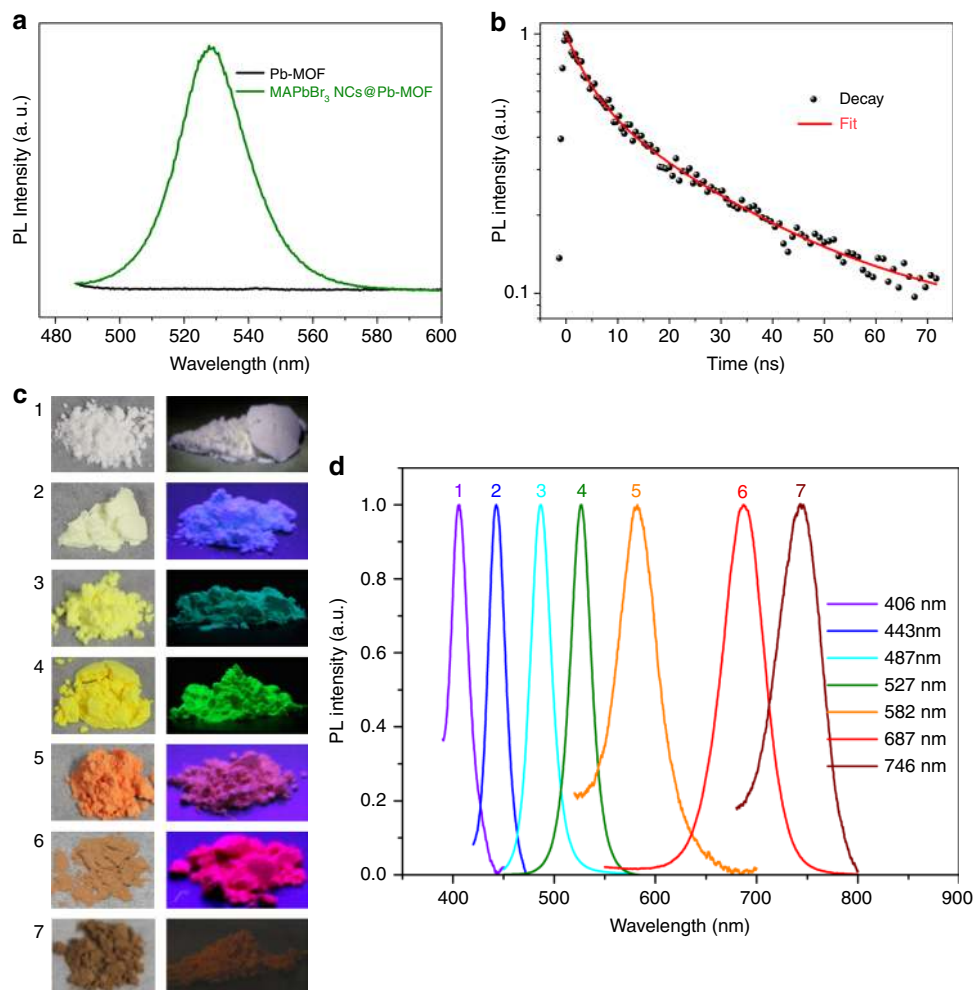 a
PL Intensity (a. u.)
Pb-MOF
MAPbBr₃ NCs@Pb-MOF
480 500 520 540 560 580 600
Wavelength (nm)
b
PL intensity (a.u.)
1
0.1
Decay
Fit
0 10 20 30 40 50 60 70
Time (ns)
c
1
2
3
4
5
6
7
d
PL intensity (a.u.)
1 2 3 4 5 6 7
1.0
0.8
0.6
0.4
0.2
0.0
406 nm
443nm
487nm
527 nm
582 nm
687 nm
746 nm
400 500 600 700 800 900
Wavelength (nm)